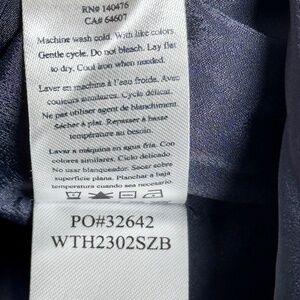 RN# 140476
CA# 64607
Machine wash cold. With like colors
Gentle cycle. Do not bleach. Lay flat
to dry. Cool iron when needed.
Laver en machine à l'eau froide. Avec
couleurs similaires. Cycle délicat.
Ne pas utiliser agent de blanchiment.
Sécher à plat. Repasser à basse
température au besoin.
Lavar a máquina en agua fría. Con
colores similares. Ciclo delicado.
No usar blanqueador. Secar sobre
superficie plana. Planchar a baja
temperatura cuando sea necesario.
PO#32642
WTH2302SZB